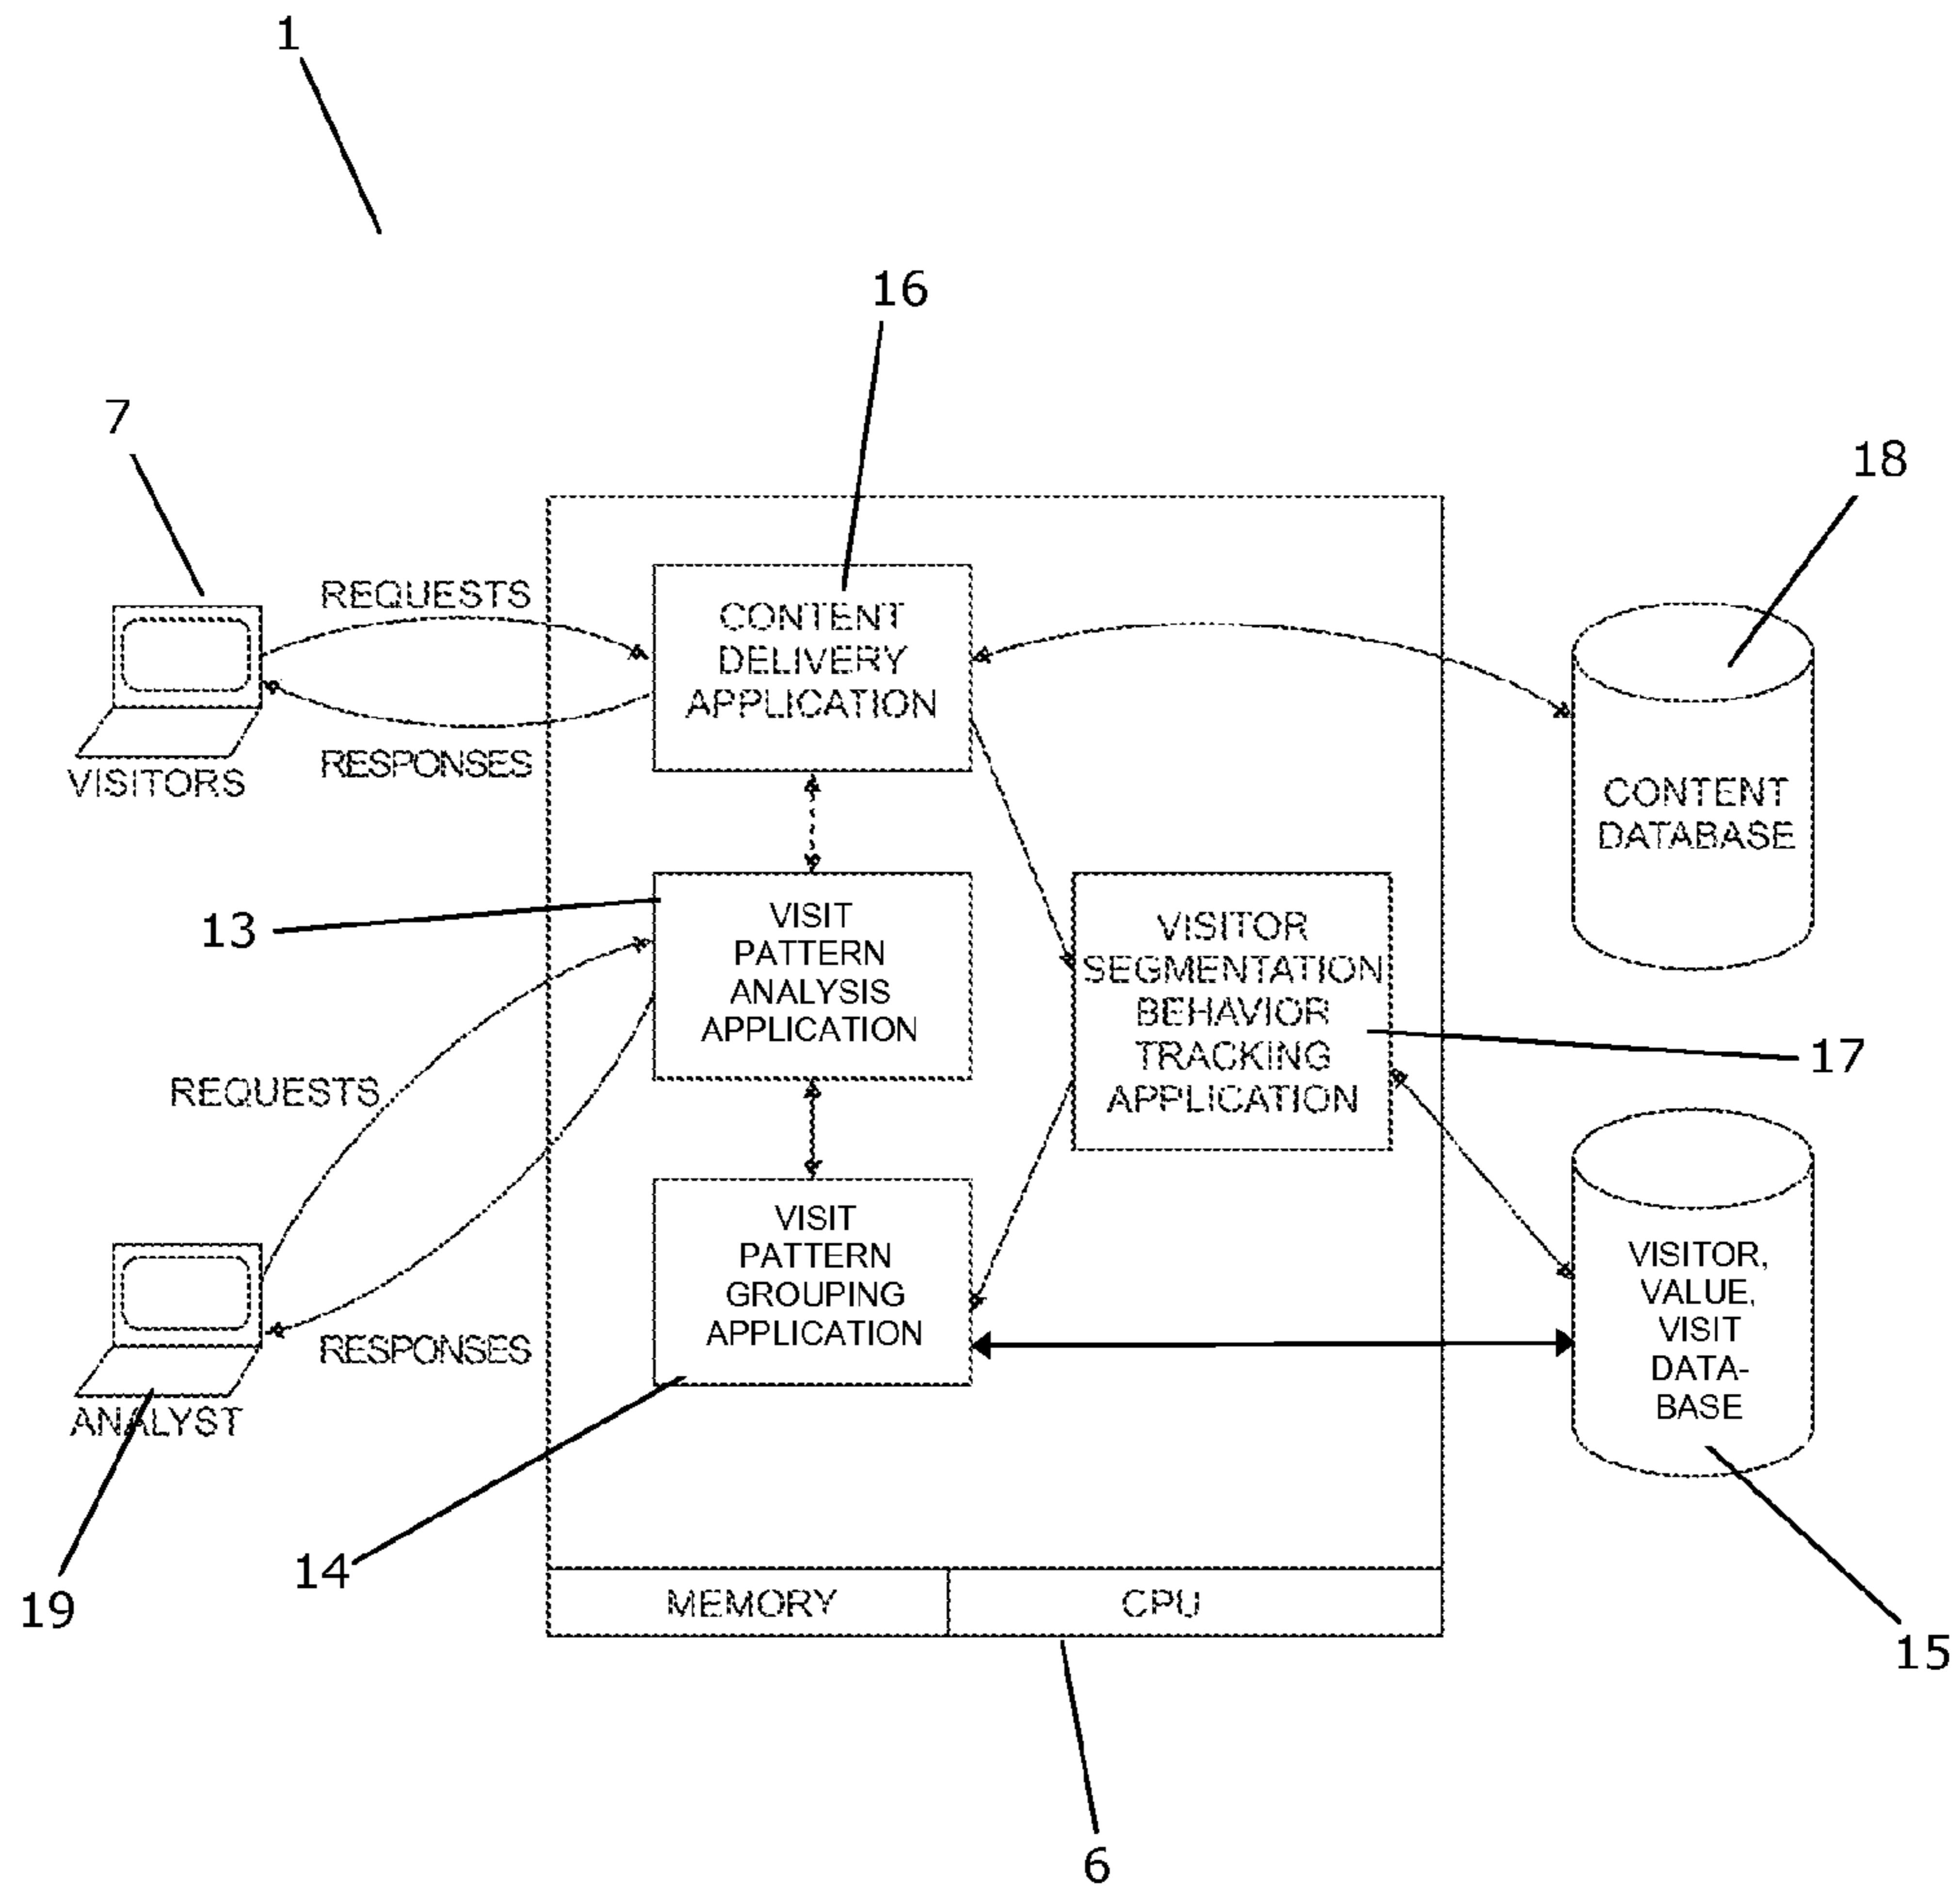 1
16
7
18
REQUESTS
CONTENT
DELIVERY
APPLICATION
RESPONSES
VISITORS
CONTENT
DATABASE
13
VISIT
PATTERN
ANALYSIS
APPLICATION
VISITOR
SEGMENTATION
BEHAVIOR
TRACKING
APPLICATION
17
REQUESTS
VISIT
PATTERN
GROUPING
APPLICATION
VISITOR,
VALUE,
VISIT
DATA-
BASE
RESPONSES
ANALYST
14
19
MEMORY
CPU
15
6